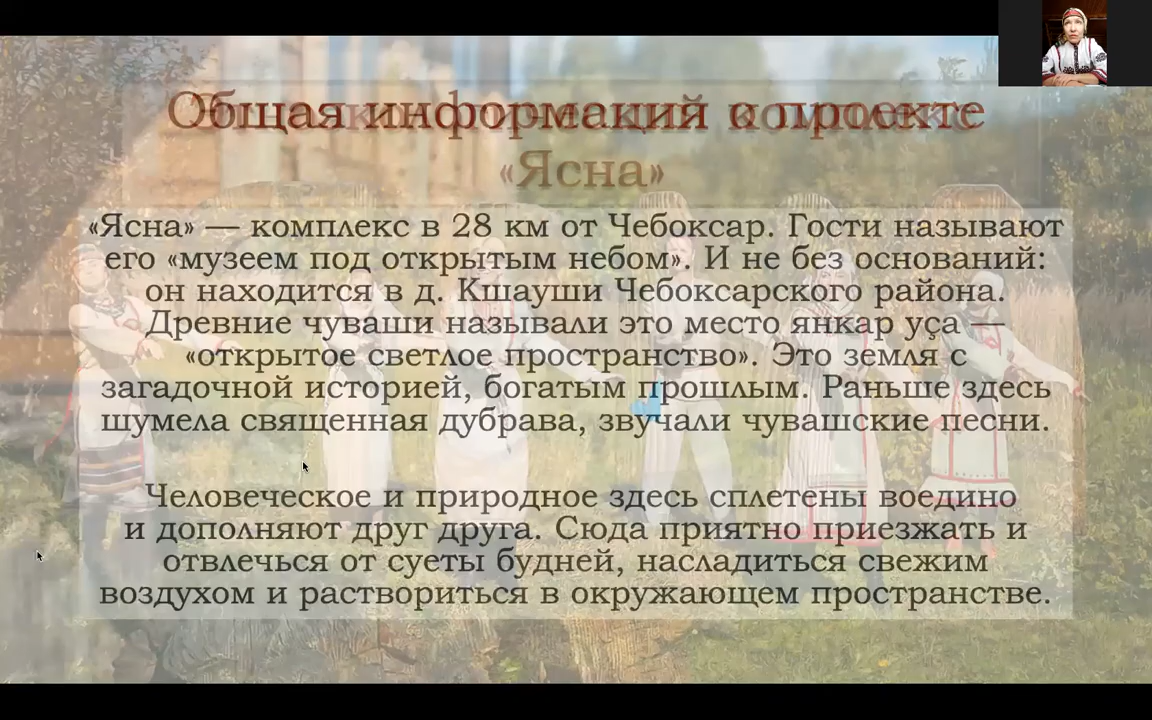 Общая информаций о проекте
«Ясна»
«Ясна» — комплекс в 28 км от Чебоксар. Гости называют
его «музеем под открытым небом». И не без оснований:
он находится в д. Кшауши Чебоксарского района.
Древние чуваши называли это место янкар уҫа —
«открытое светлое пространство». Это земля с
загадочной историей, богатым прошлым. Раньше здесь
шумела священная дубрава, звучали чувашские песни.
Человеческое и природное здесь сплетены воедино
и дополняют друг друга. Сюда приятно приезжать и
отвлечься от суеты будней, насладиться свежим
воздухом и раствориться в окружающем пространстве.